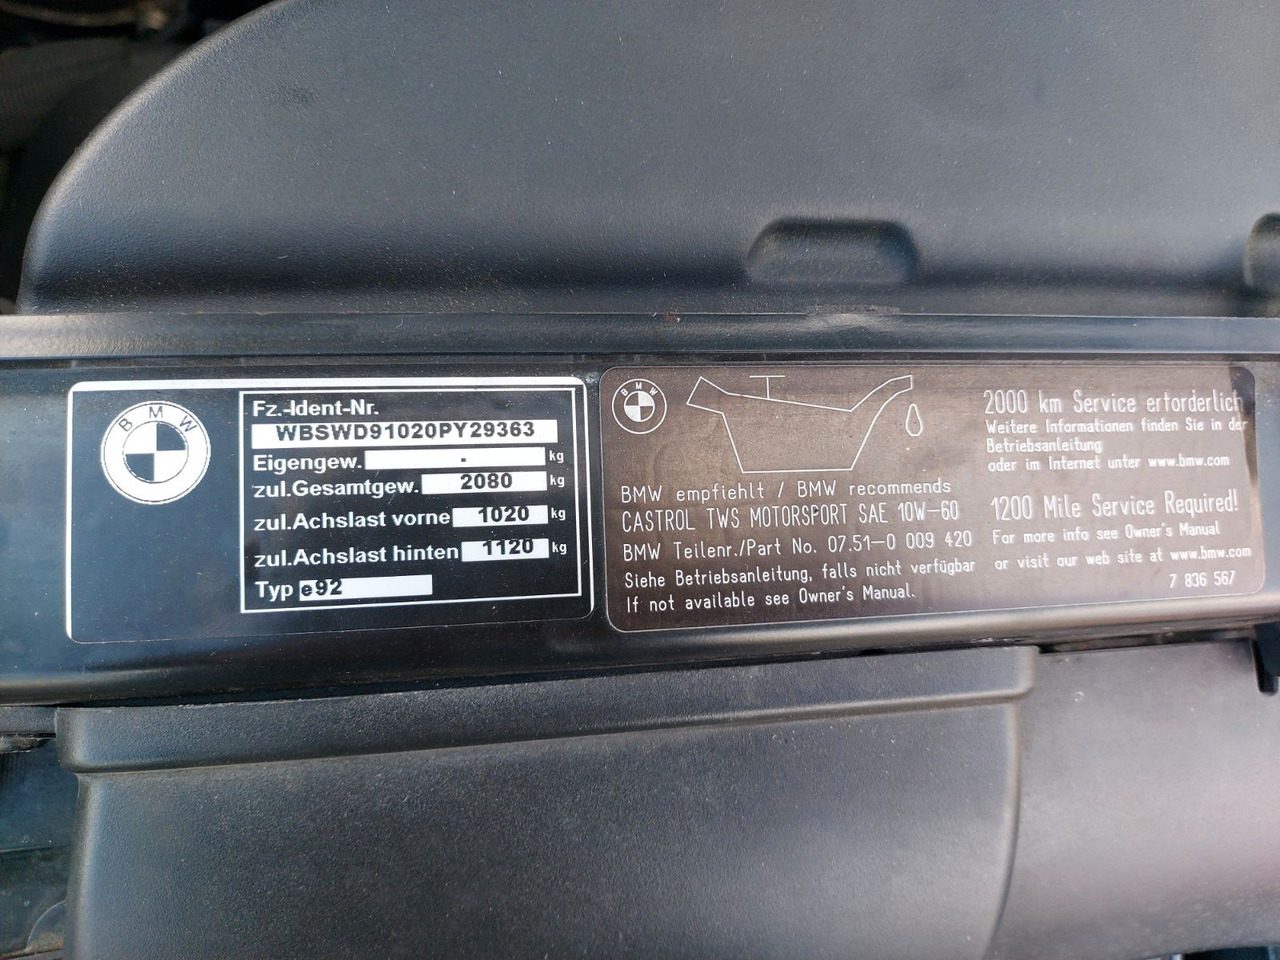 BMW
Fz.-Ident-Nr.
WBSWD91020PY29363
Eigengew. - kg
zul.Gesamtgew. 2080 kg
zul.Achslast vorne 1020 kg
zul.Achslast hinten 1120 kg
Typ e92
BMW
BMW empfiehlt / BMW recommends
CASTROL TWS MOTORSPORT SAE 10W-60
BMW Teilenr./Part No. 07.51-0 009 420
Siehe Betriebsanleitung, falls nicht verfügbar
If not available see Owner's Manual.
2000 km Service erforderlich
Weitere Informationen finden Sie in der
Betriebsanleitung
oder im Internet unter www.bmw.com
1200 Mile Service Required!
For more info see Owner's Manual
or visit our web site at www.bmw.com
7 836 567